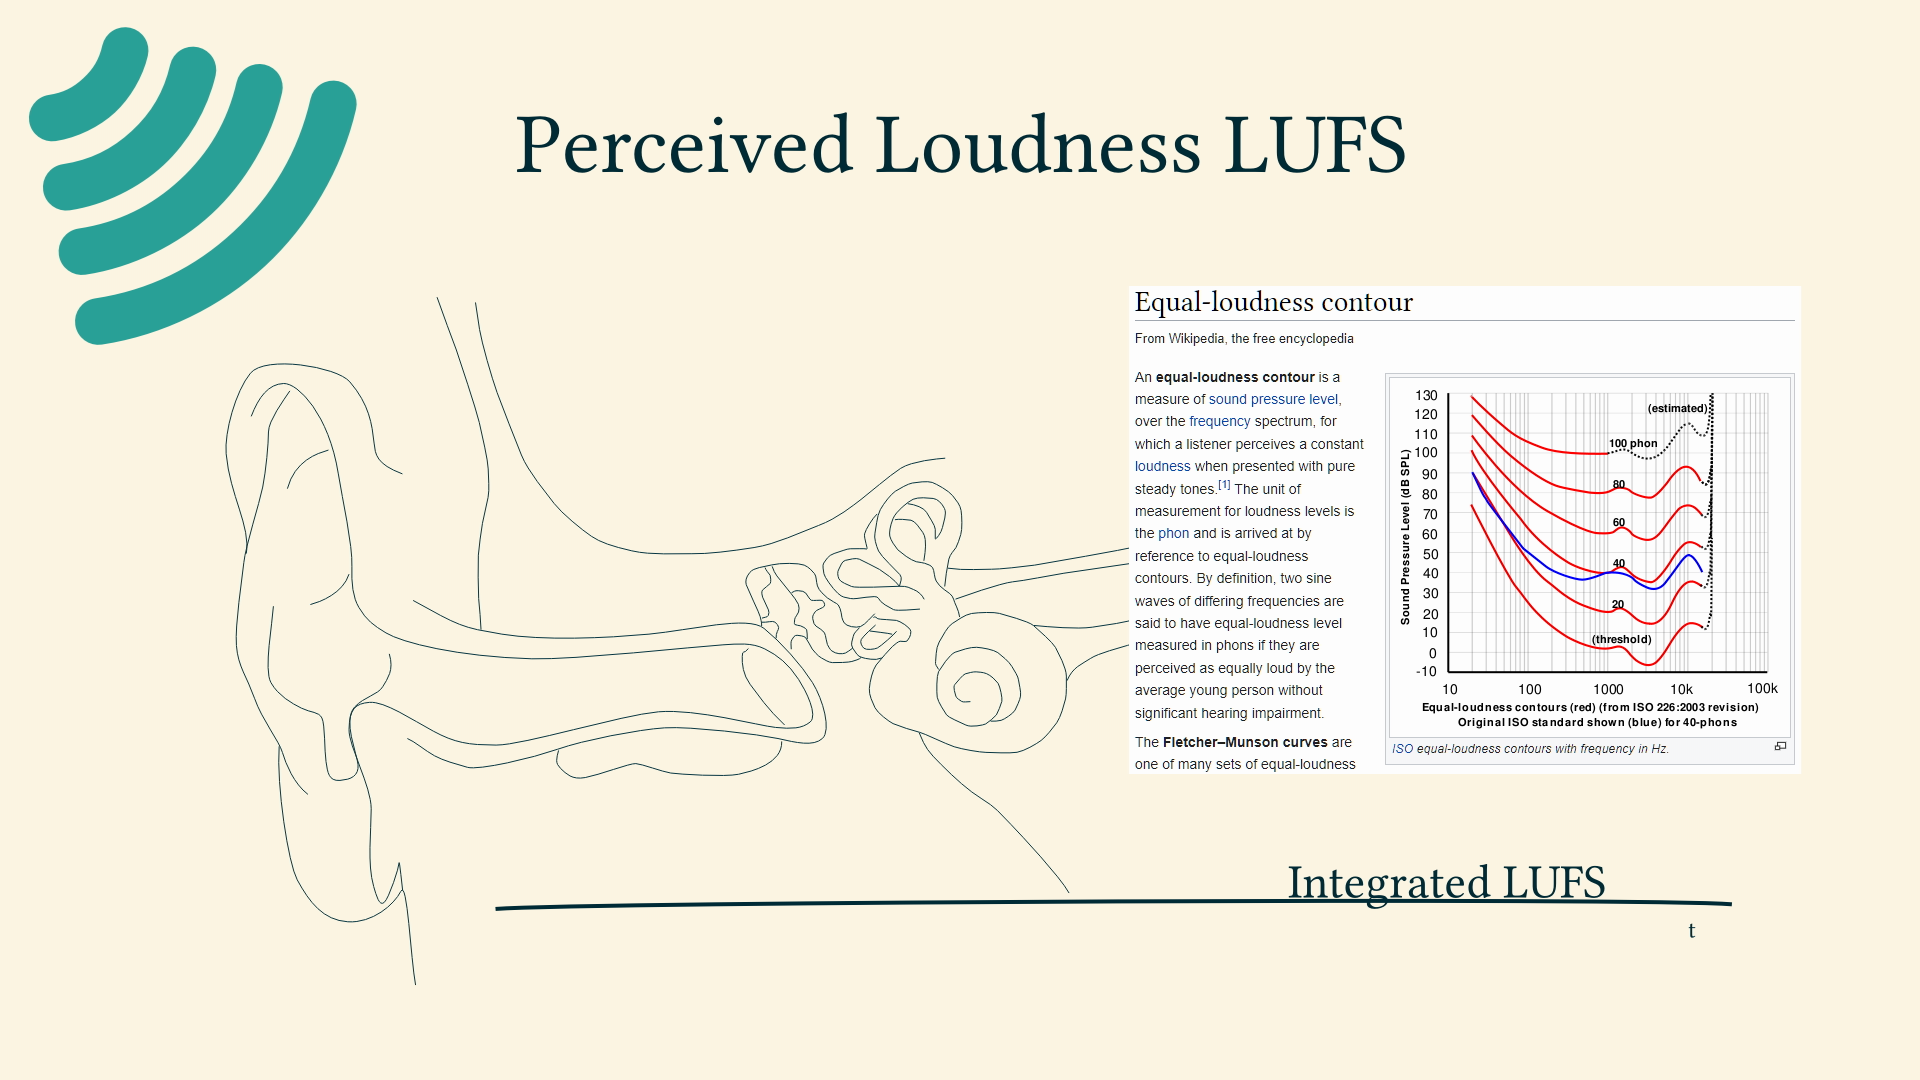 Perceived Loudness LUFS
Equal-loudness contour
From Wikipedia, the free encyclopedia
An equal-loudness contour is a
measure of sound pressure level,
over the frequency spectrum, for
which a listener perceives a constant
loudness when presented with pure
steady tones.[1] The unit of
measurement for loudness levels is
the phon and is arrived at by
reference to equal-loudness
contours. By definition, two sine
waves of differing frequencies are
said to have equal-loudness level
measured in phons if they are
perceived as equally loud by the
average young person without
significant hearing impairment.
The Fletcher–Munson curves are
one of many sets of equal-loudness
Sound Pressure Level (dB SPL)
130
120
110
100
90
80
70
60
50
40
30
20
10
0
-10
(estimated)
100 phon
80
60
40
20
(threshold)
10 100 1000 10k 100k
Equal-loudness contours (red) (from ISO 226:2003 revision)
Original ISO standard shown (blue) for 40-phons
ISO equal-loudness contours with frequency in Hz.
Integrated LUFS
t